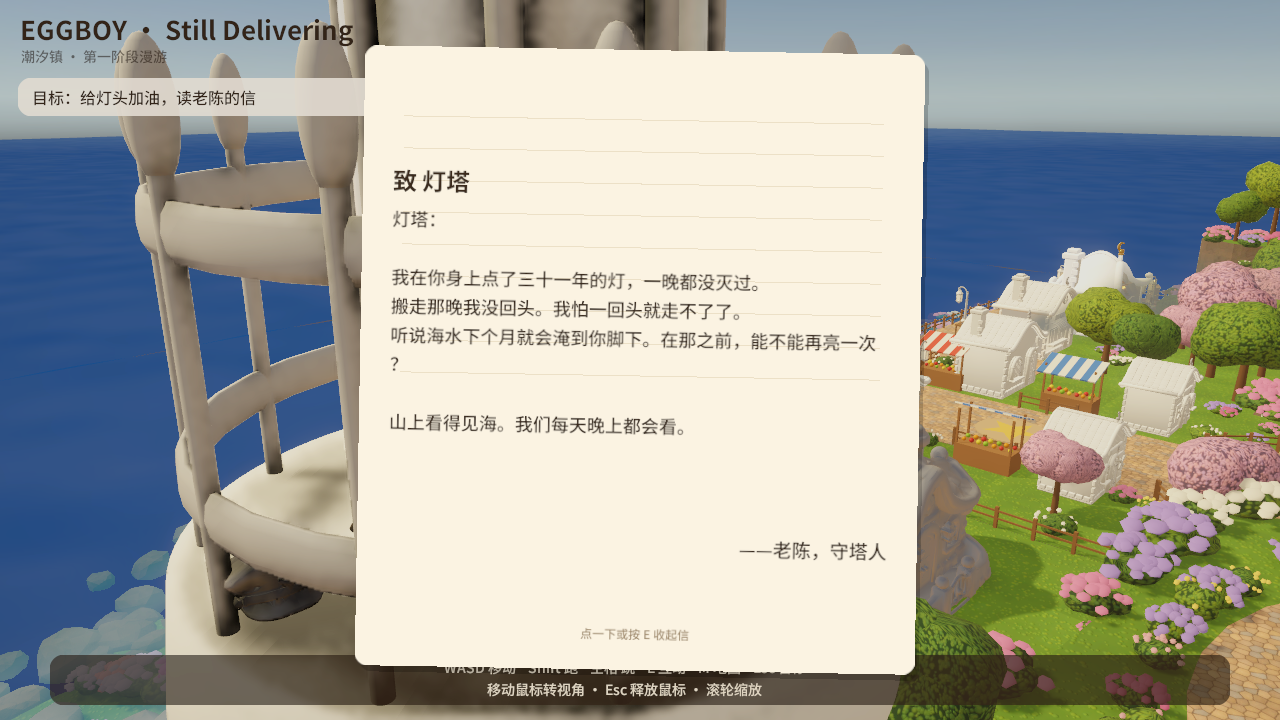 EGGBOY • Still Delivering
潮汐镇 • 第一阶段漫游
目标：给灯头加油，读老陈的信
致 灯塔
灯塔：
我在你身上点了三十一年的灯，一晚都没灭过。
搬走那晚我没回头。我怕一回头就走不了了。
听说海水下个月就会淹到你脚下。在那之前，能不能再亮一次
？
山上看得见海。我们每天晚上都会看。
——老陈，守塔人
点一下或按 E 收起信
WASD 移动
移动鼠标转视角 • Esc 释放鼠标 • 滚轮缩放